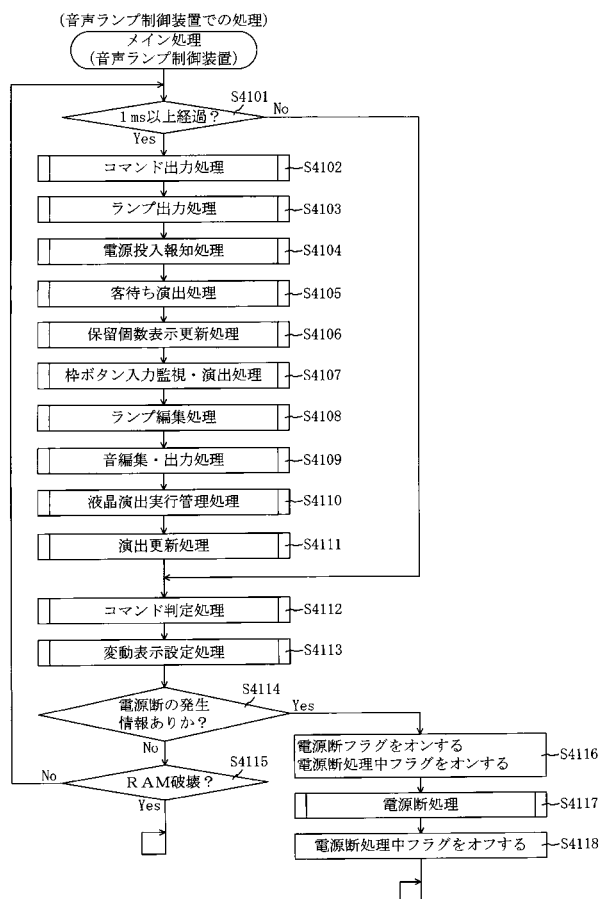 (音声ランプ制御装置での処理)
メイン処理
(音声ランプ制御装置)
1ms以上経過?
S4101
No
Yes
コマンド出力処理
S4102
ランプ出力処理
S4103
電源投入報知処理
S4104
客待ち演出処理
S4105
保留個数表示更新処理
S4106
枠ボタン入力監視・演出処理
S4107
ランプ編集処理
S4108
音編集・出力処理
S4109
液晶演出実行管理処理
S4110
演出更新処理
S4111
コマンド判定処理
S4112
変動表示設定処理
S4113
電源断の発生
情報ありか?
S4114
Yes
No
RAM破壊?
S4115
No
Yes
電源断フラグをオンする
電源断処理中フラグをオンする
S4116
電源断処理
S4117
電源断処理中フラグをオフする
S4118